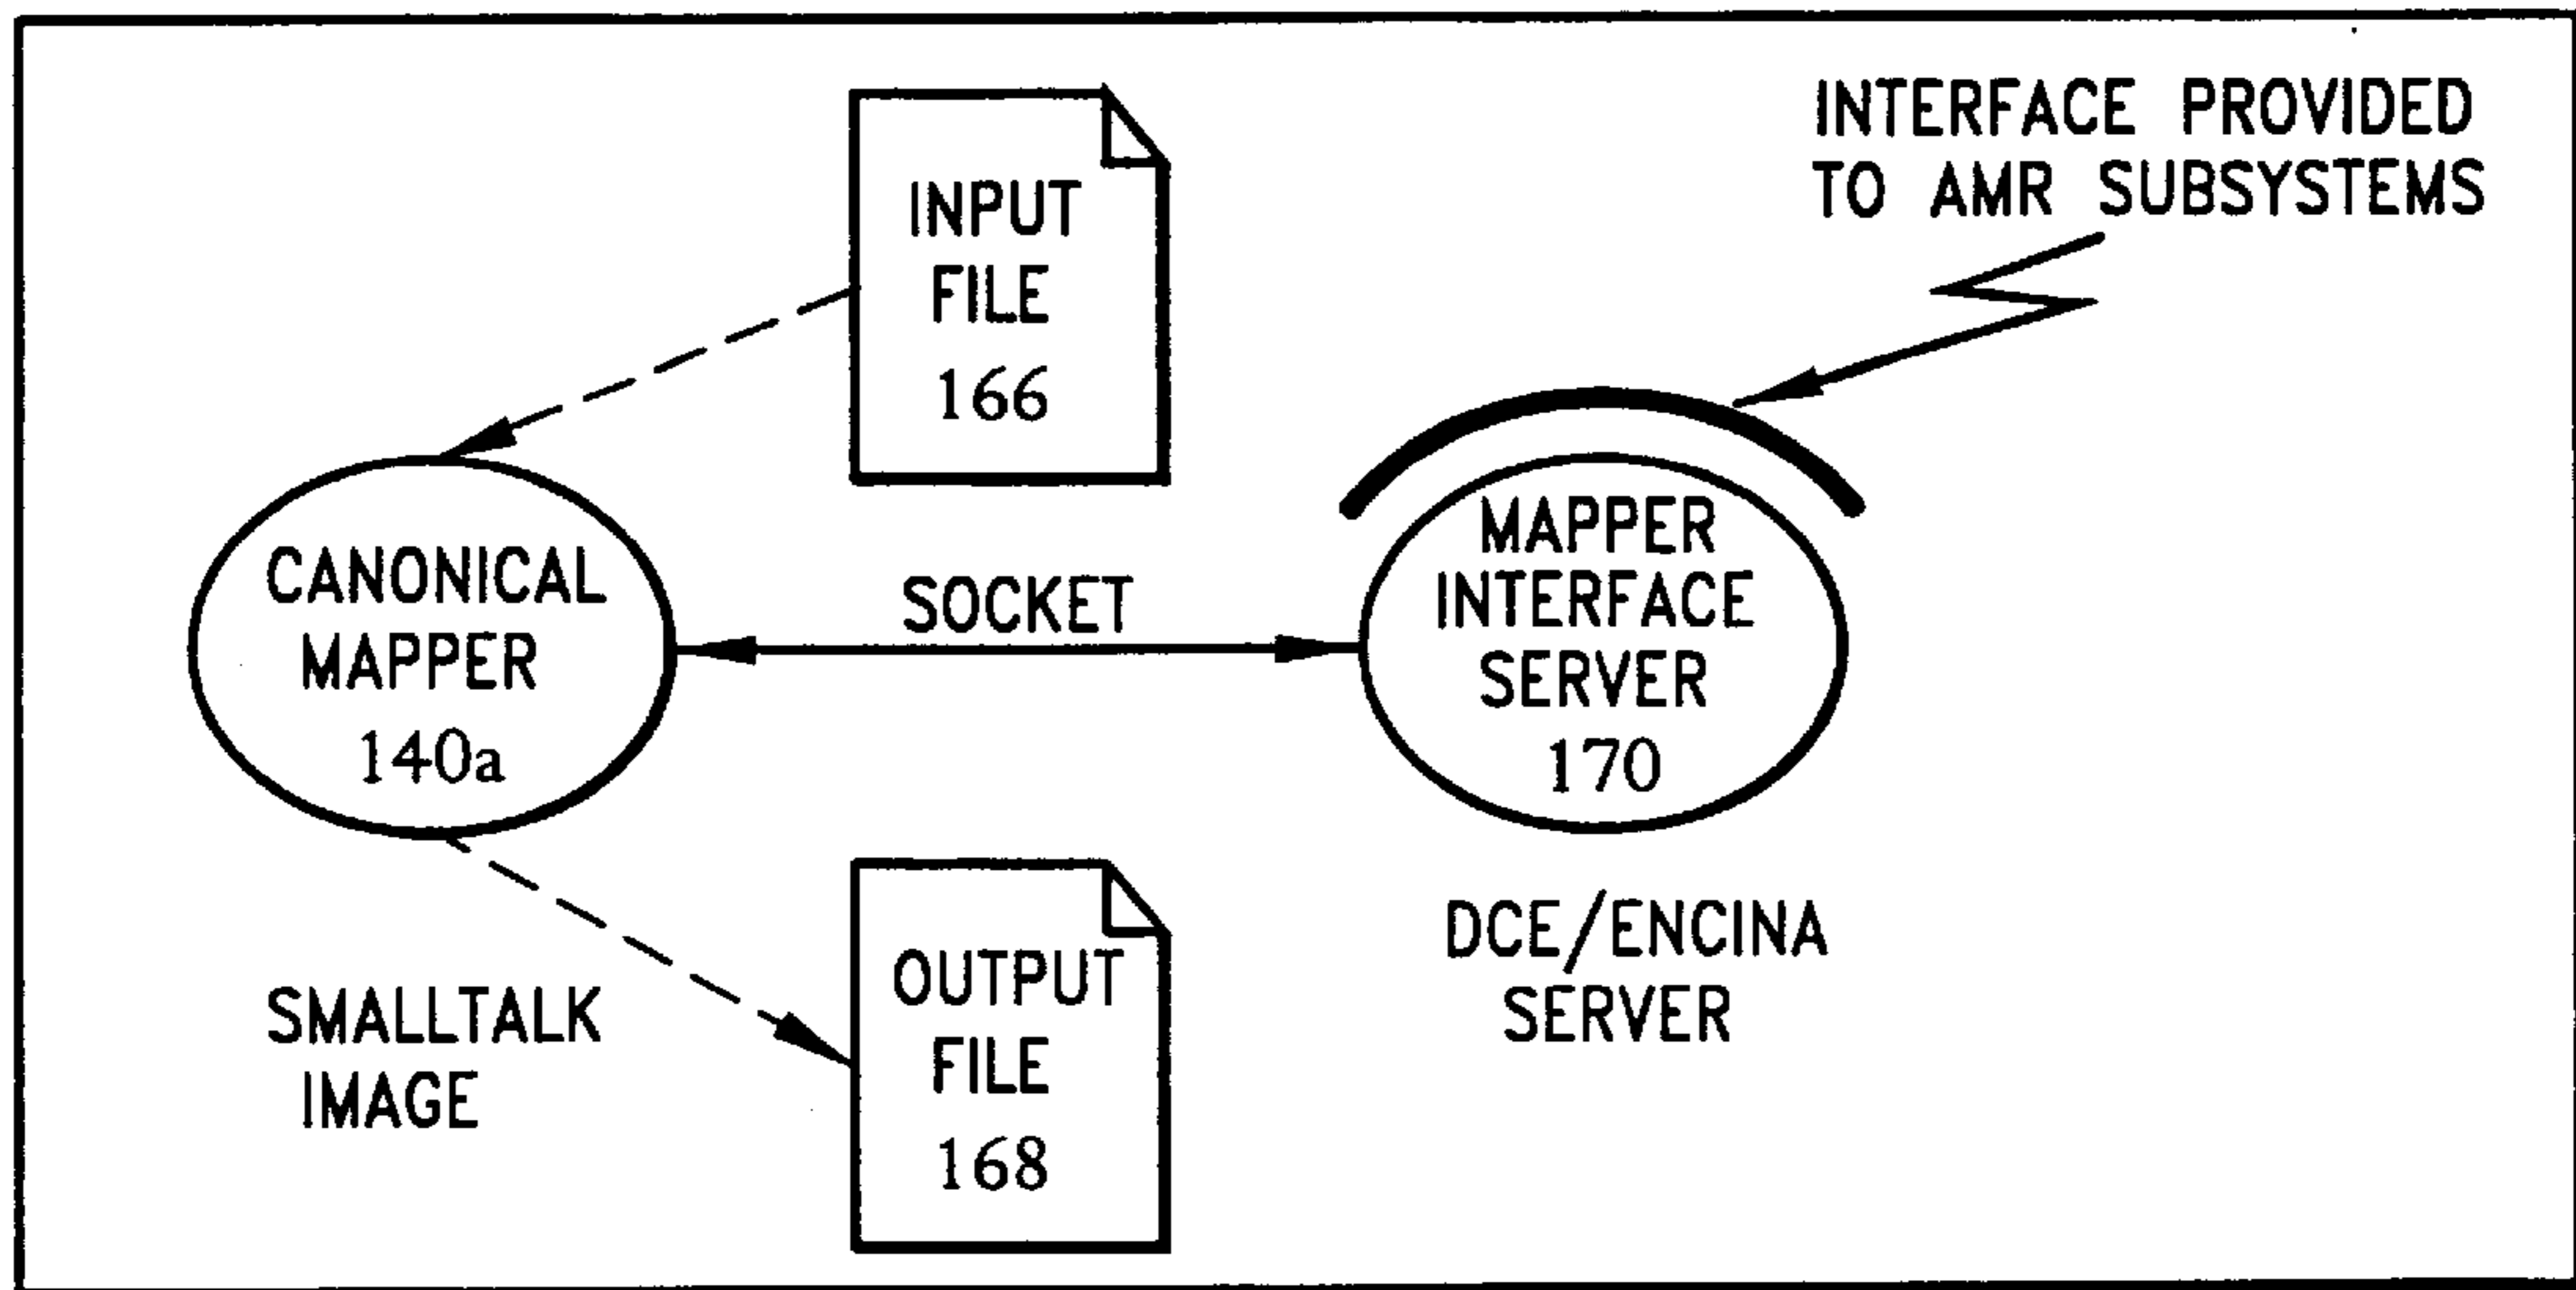 INTERFACE PROVIDED
TO AMR SUBSYSTEMS
INPUT
FILE
166
CANONICAL
MAPPER
140a
SOCKET
MAPPER
INTERFACE
SERVER
170
SMALLTALK
IMAGE
OUTPUT
FILE
168
DCE/ENCINA
SERVER